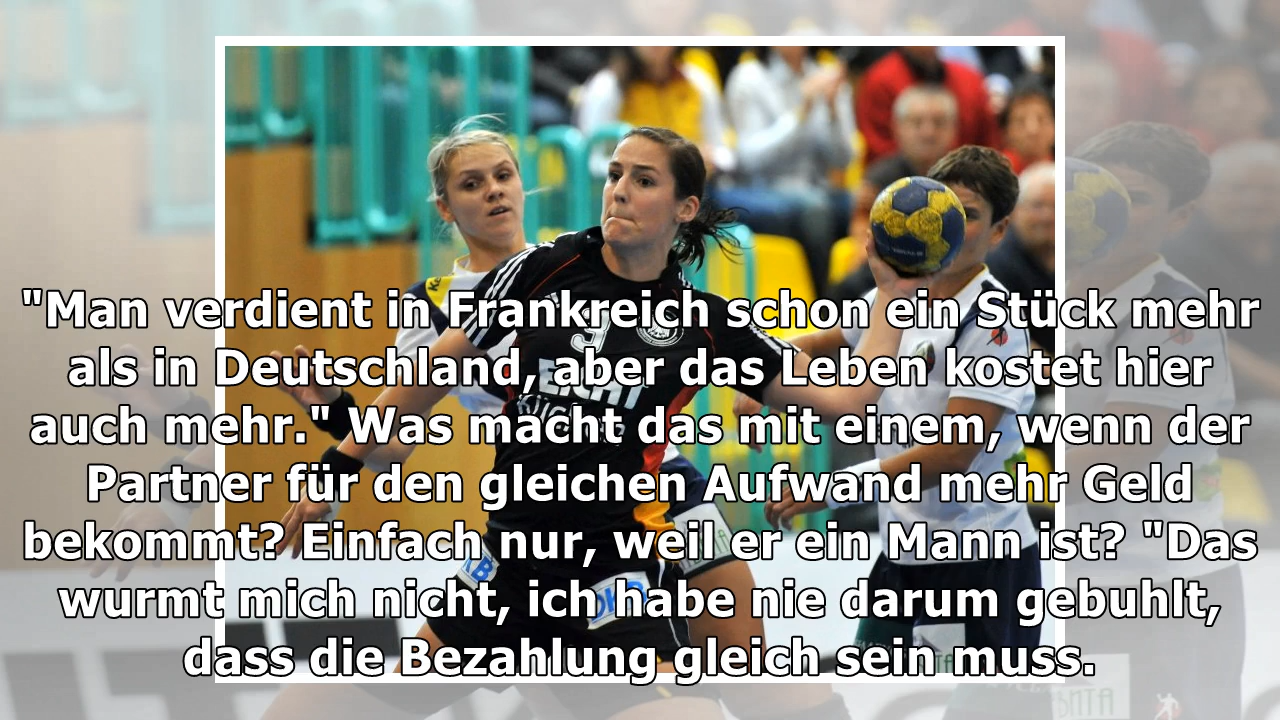 "Man verdient in Frankreich schon ein Stück mehr
als in Deutschland, aber das Leben kostet hier
auch mehr." Was macht das mit einem, wenn der
Partner für den gleichen Aufwand mehr Geld
bekommt? Einfach nur, weil er ein Mann ist? "Das
wurmt mich nicht, ich habe nie darum gebuhlt,
dass die Bezahlung gleich sein muss.